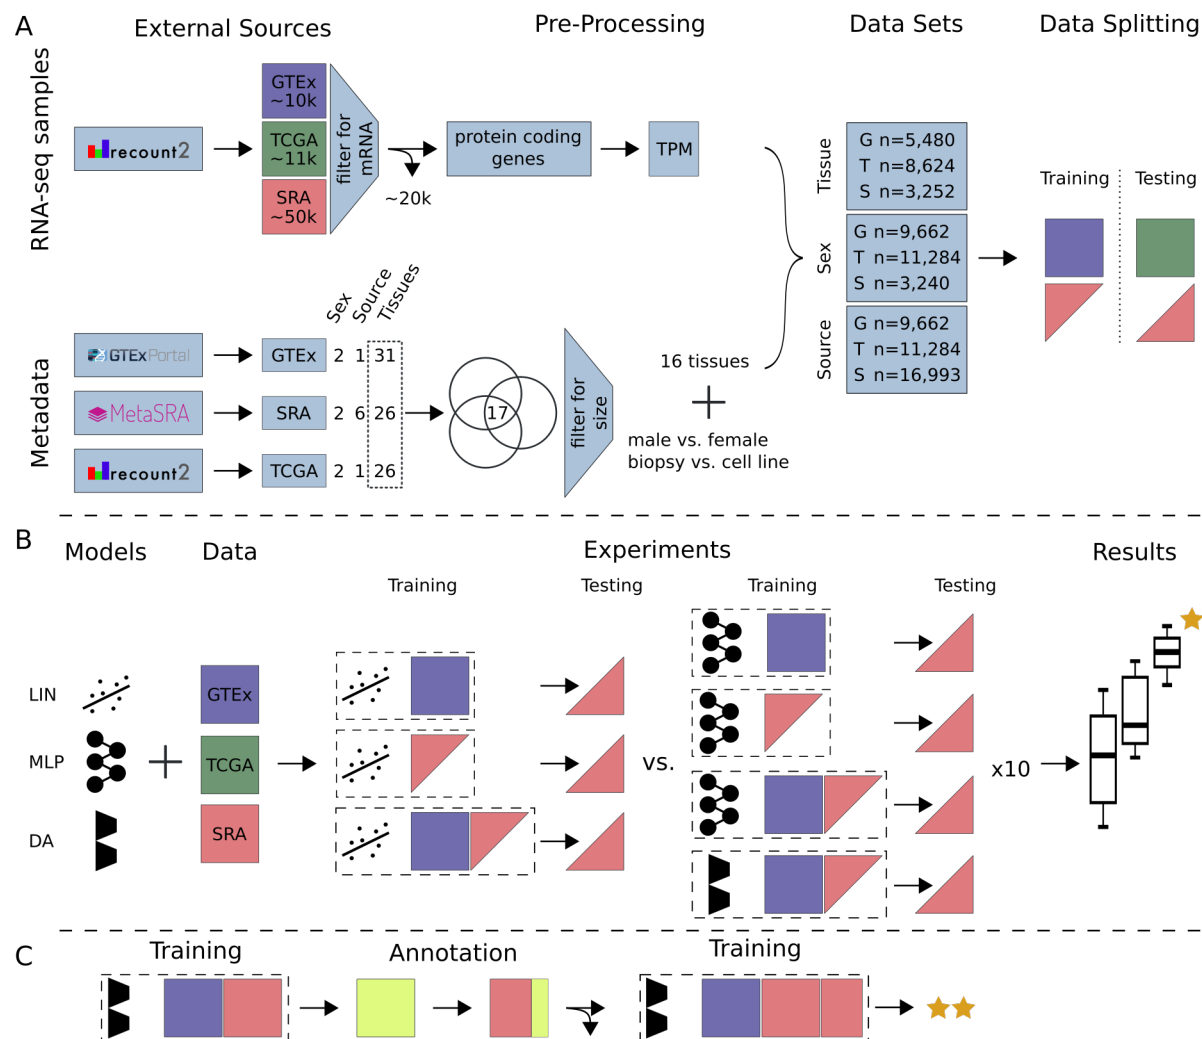 A
External Sources
Pre-Processing
Data Sets
Data Splitting
RNA-seq samples
recount2
GTEx
~10k
TCGA
~11k
SRA
~50k
filter for
mRNA
~20k
protein coding
genes
TPM
Tissue
G n=5,480
T n=8,624
S n=3,252
Sex
G n=9,662
T n=11,284
S n=3,240
Source
G n=9,662
T n=11,284
S n=16,993
Training
Testing
Metadata
Sex
Source
Tissues
GTExPortal
GTEx
2 1 31
MetaSRA
SRA
2 6 26
recount2
TCGA
2 1 26
17
filter for
size
16 tissues
male vs. female
biopsy vs. cell line
B
Models
Data
Experiments
Results
Training
Testing
Training
Testing
LIN
MLP
DA
GTEx
TCGA
SRA
vs.
x10
C
Training
Annotation
Training